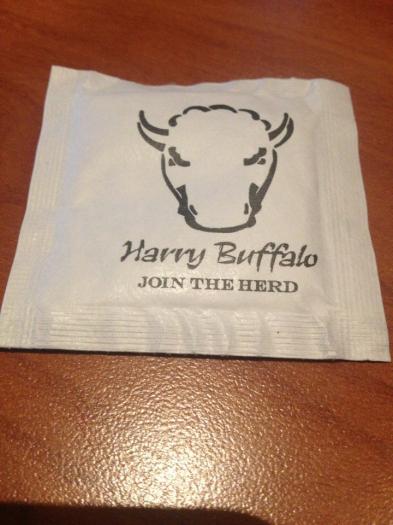 Harry Buffalo
JOIN THE HERD